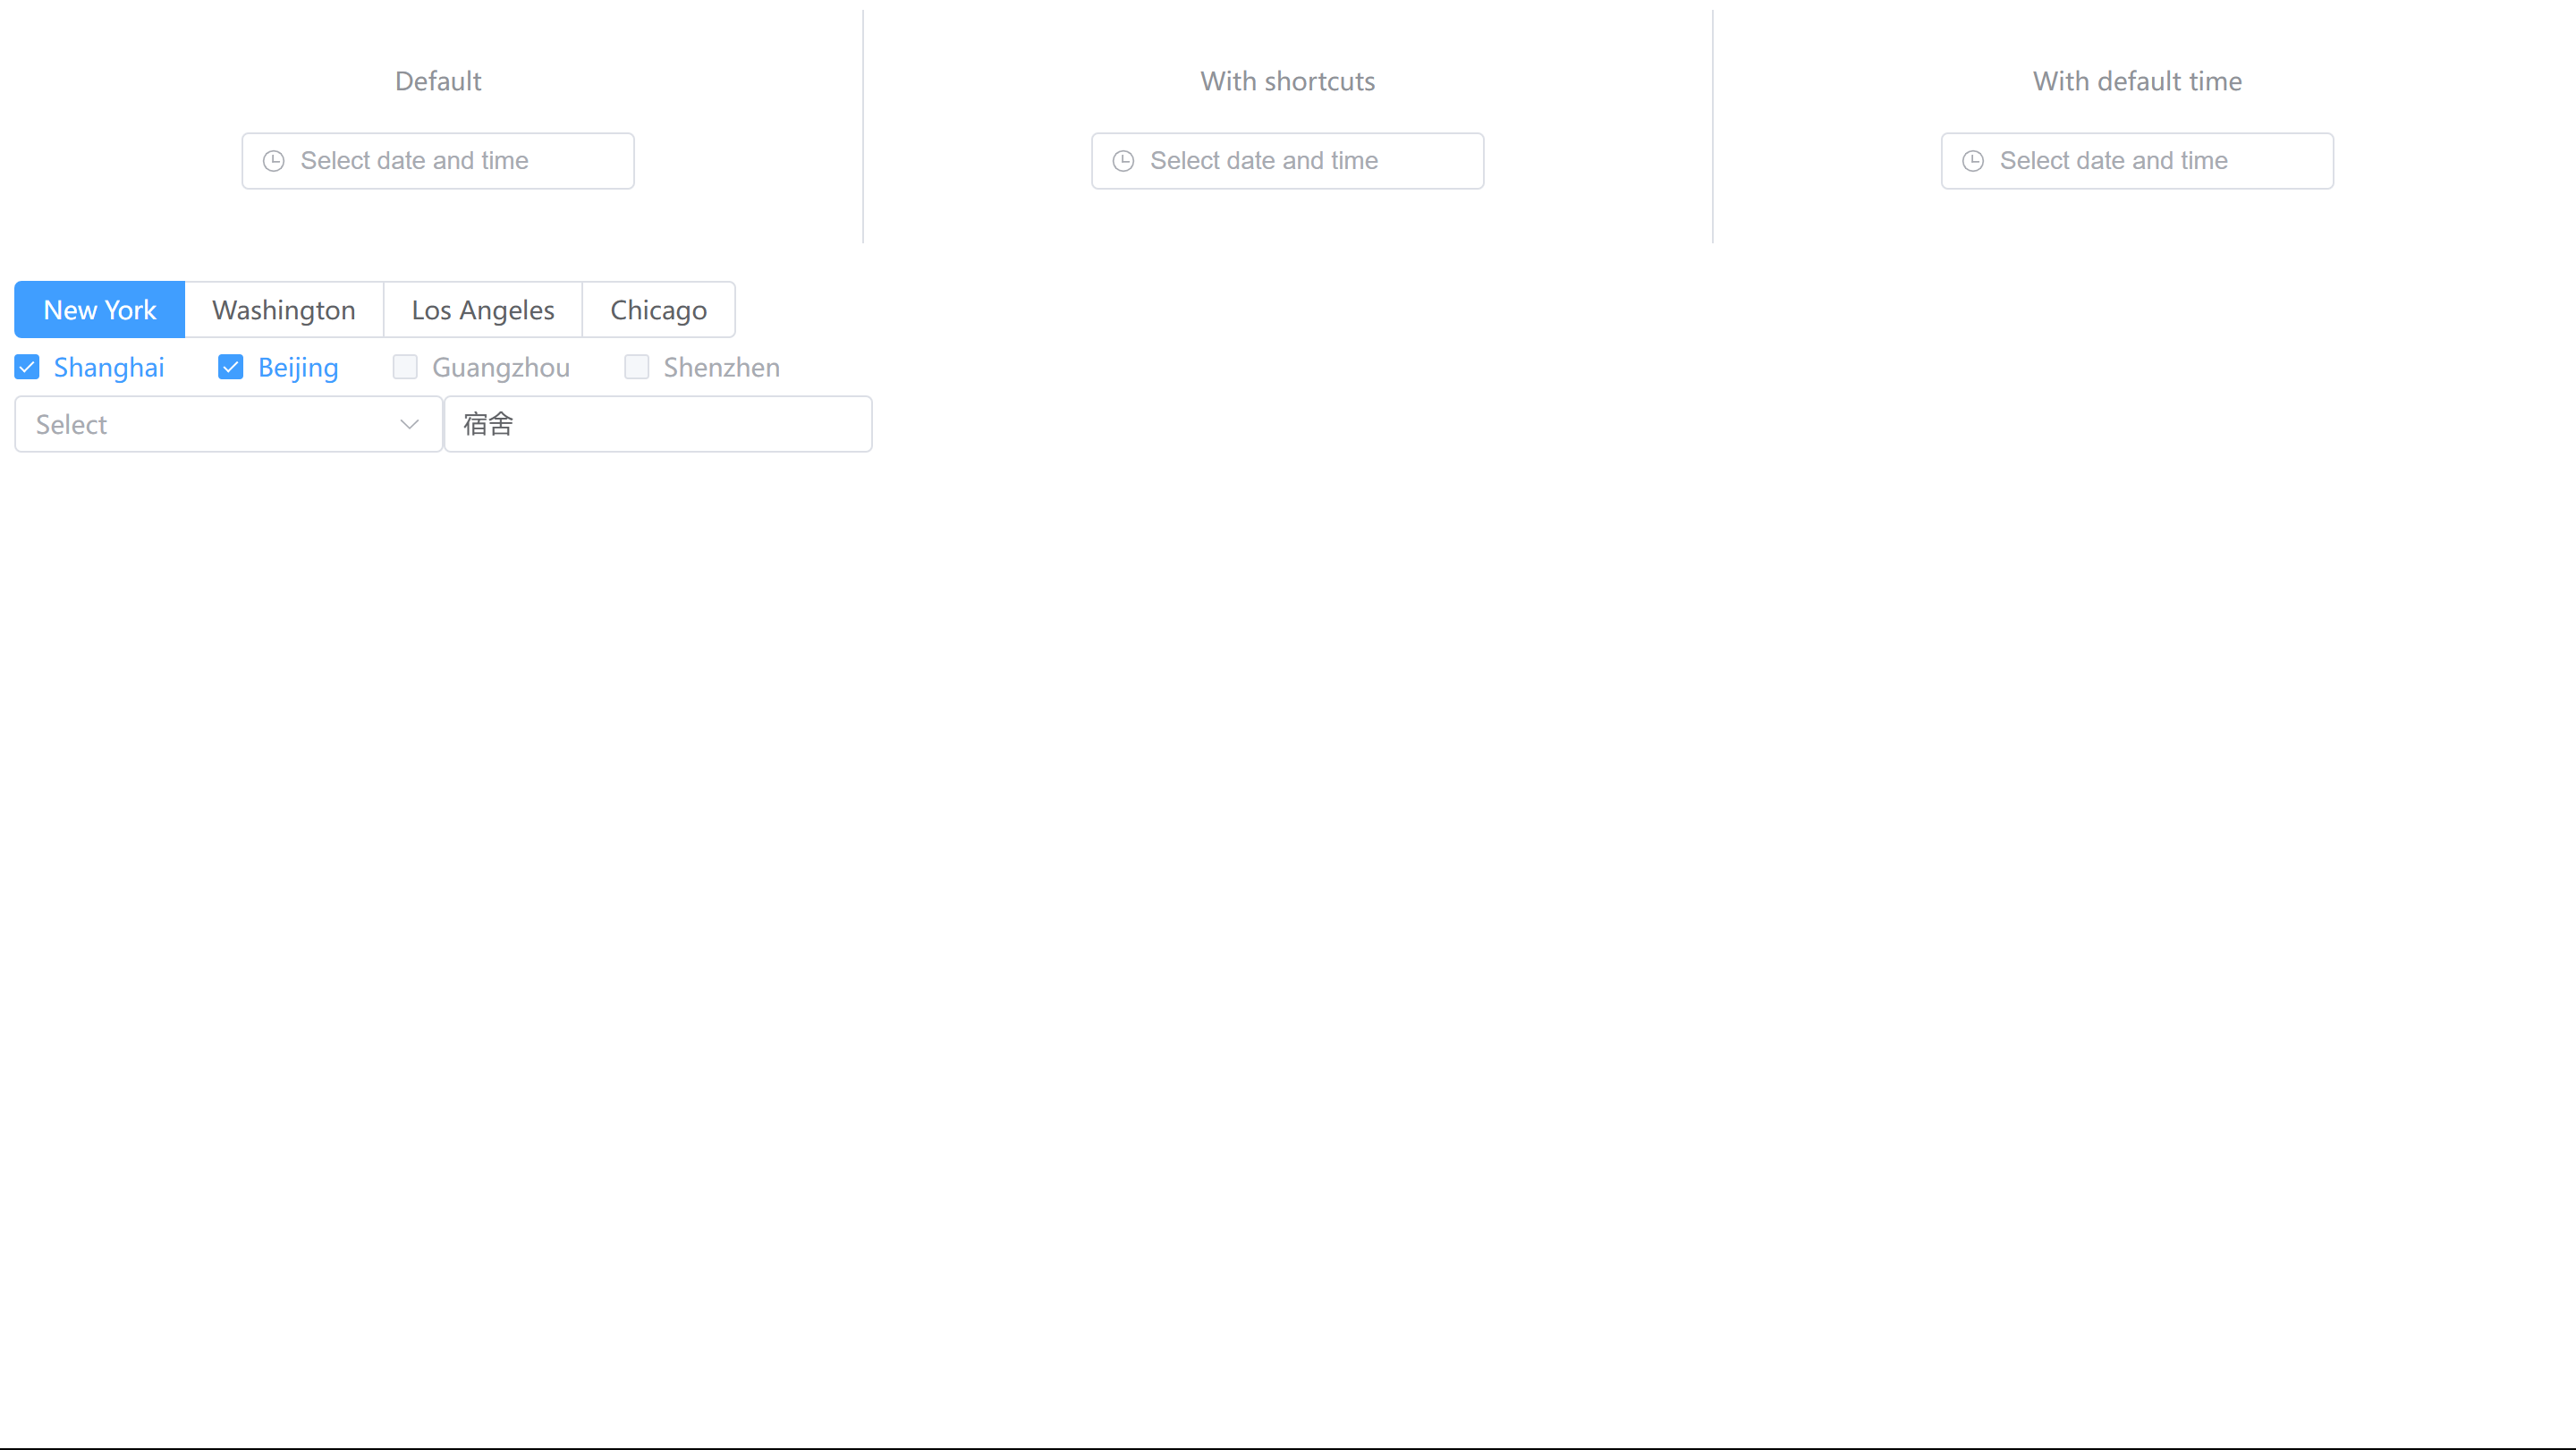 Default
With shortcuts
With default time
Select date and time
Select date and time
Select date and time
New York Washington Los Angeles Chicago
Shanghai Beijing Guangzhou Shenzhen
Select 宿舍